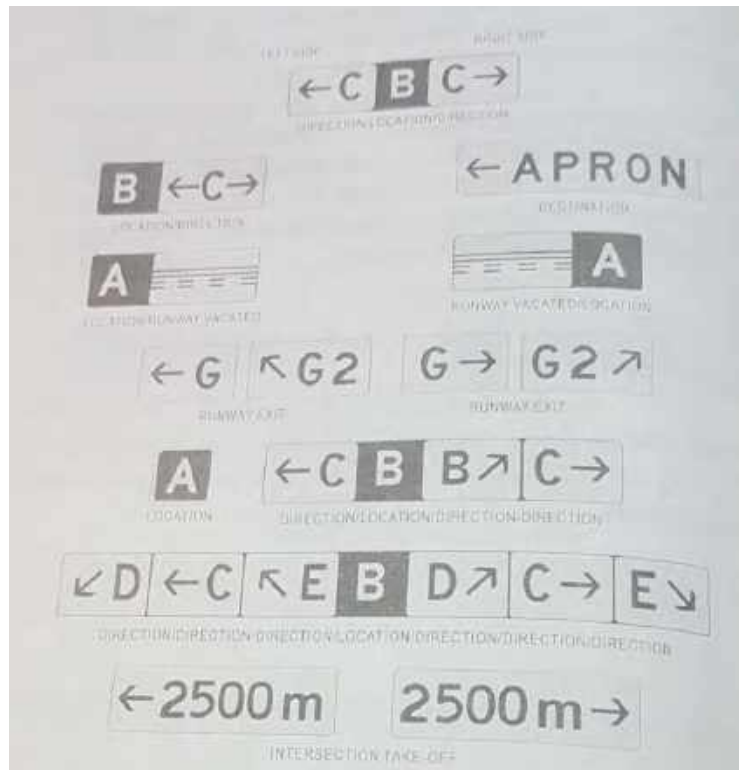 LEFT SIDE RIGHT SIDE
←C B C→
DIRECTION/LOCATION/DIRECTION
B ←C→ ←APRON
LOCATION/DIRECTION DESTINATION
A A
LOCATION/RUNWAY VACATED RUNWAY VACATED/LOCATION
←G ↖G2 G→ G2↗
RUNWAY EXIT RUNWAY EXIT
A ←C B B↗ C→
LOCATION DIRECTION/LOCATION/DIRECTION/DIRECTION
↙D ←C ↖E B D↗ C→ E↘
DIRECTION/DIRECTION/DIRECTION/LOCATION/DIRECTION/DIRECTION/DIRECTION
←2500 m 2500 m→
INTERSECTION TAKE-OFF